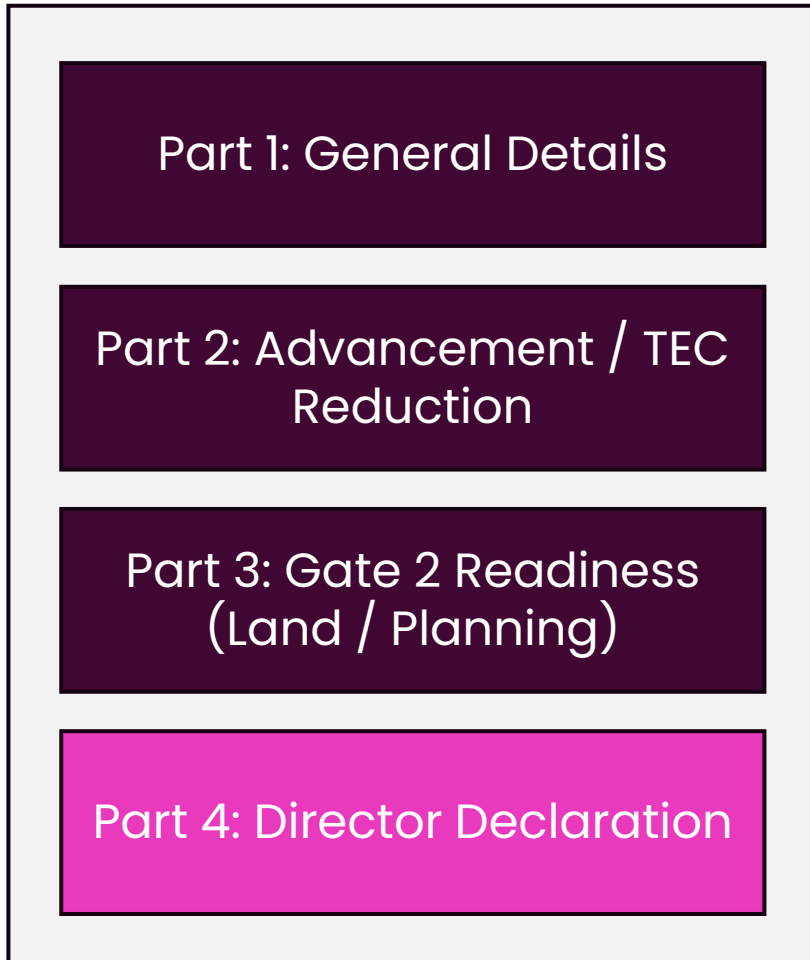 Part 1: General Details
Part 2: Advancement / TEC
Reduction
Part 3: Gate 2 Readiness
(Land / Planning)
Part 4: Director Declaration